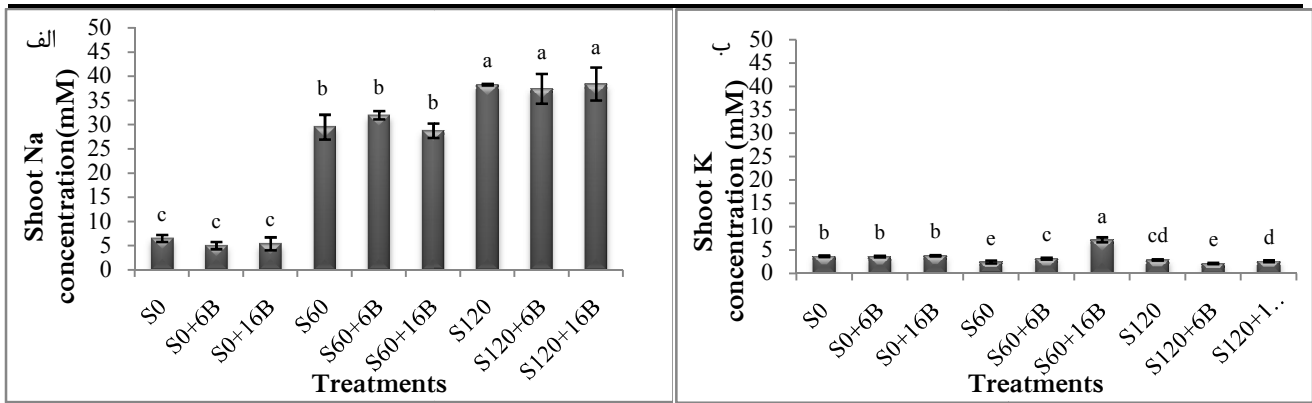 الف
Shoot Na
concentration(mM)
50
45
40
35
30
25
20
15
10
5
0
c
c
c
b
b
b
a
a
a
S0
S0+6B
S0+16B
S60
S60+6B
S60+16B
S120
S120+6B
S120+16B
Treatments
ب
Shoot K
concentration (mM)
50
45
40
35
30
25
20
15
10
5
0
b
b
b
e
c
a
cd
e
d
S0
S0+6B
S0+16B
S60
S60+6B
S60+16B
S120
S120+6B
S120+1..
Treatments